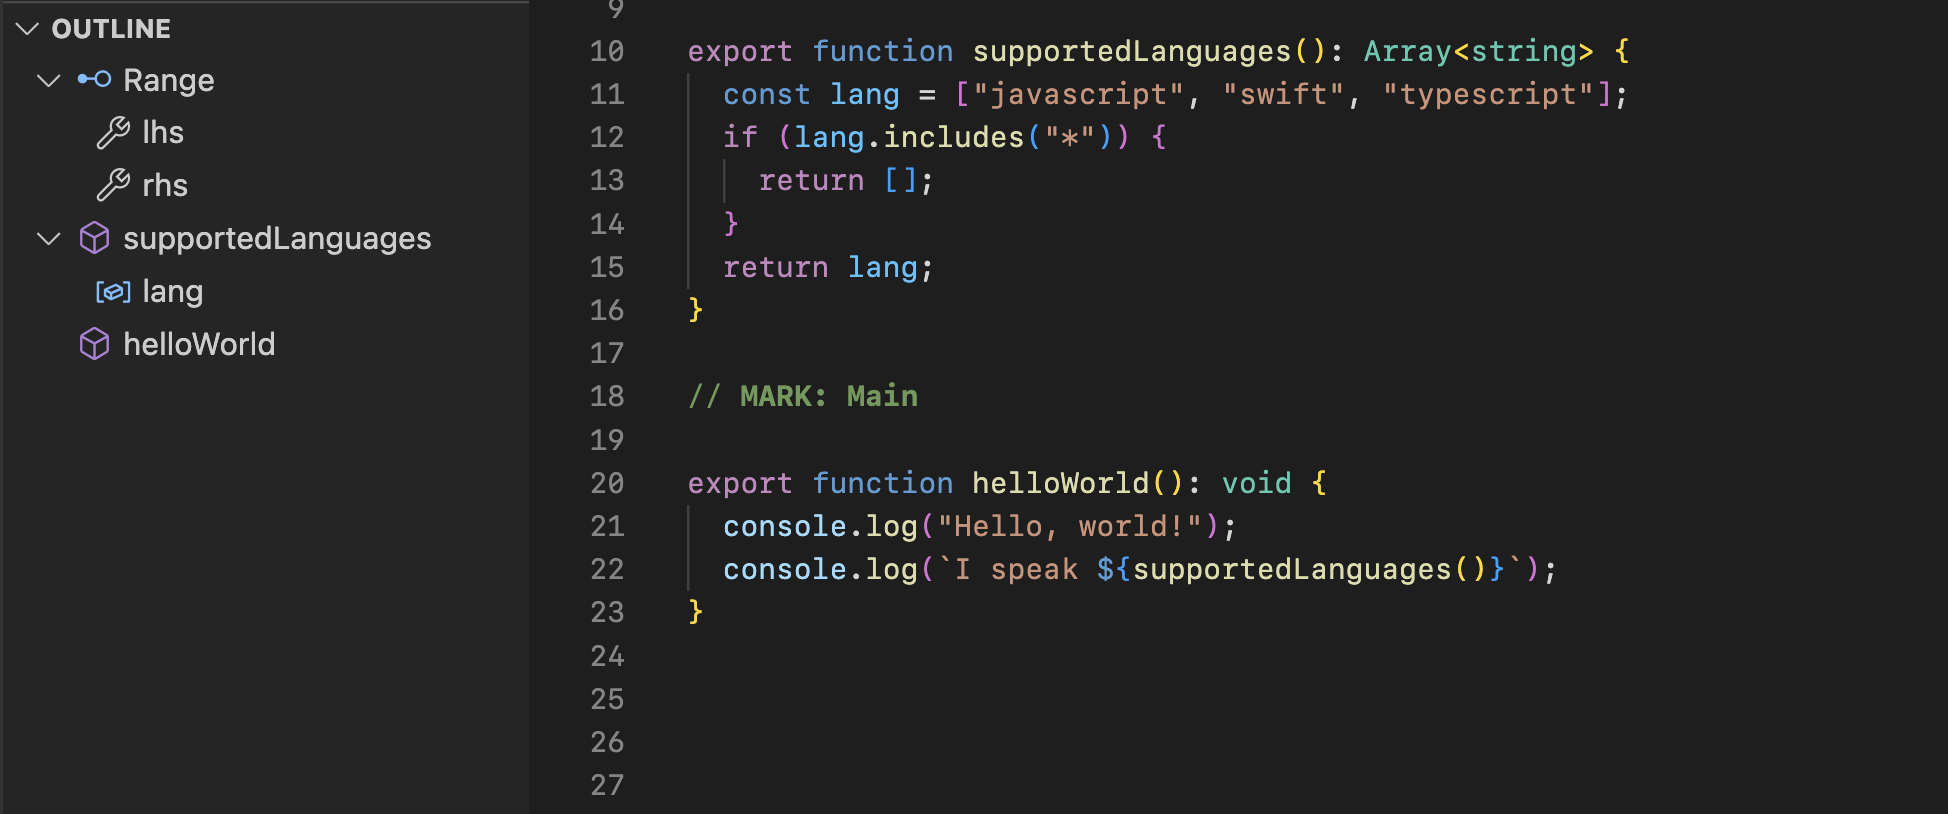 OUTLINE
Range
lhs
rhs
supportedLanguages
lang
helloWorld
9
10 export function supportedLanguages(): Array<string> {
11 const lang = ["javascript", "swift", "typescript"];
12 if (lang.includes("*")) {
13 return [];
14 }
15 return lang;
16 }
17
18 // MARK: Main
19
20 export function helloWorld(): void {
21 console.log("Hello, world!");
22 console.log(`I speak ${supportedLanguages()}`);
23 }
24
25
26
27